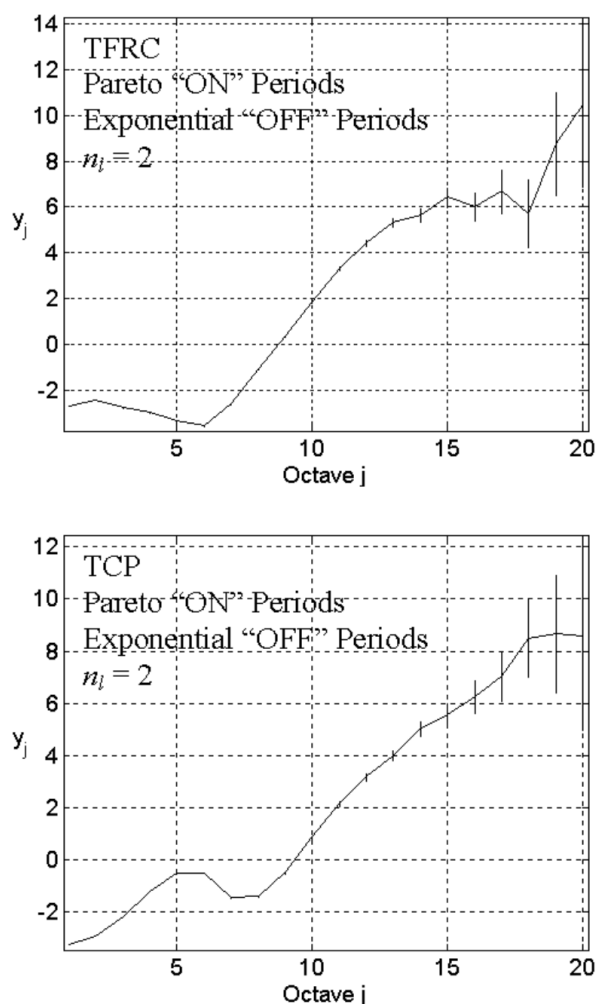 14
12
10
8
6
4
2
0
-2
y_j
TFRC
Pareto “ON” Periods
Exponential “OFF” Periods
n_l = 2
5 10 15 20
Octave j
12
10
8
6
4
2
0
-2
y_j
TCP
Pareto “ON” Periods
Exponential “OFF” Periods
n_l = 2
5 10 15 20
Octave j